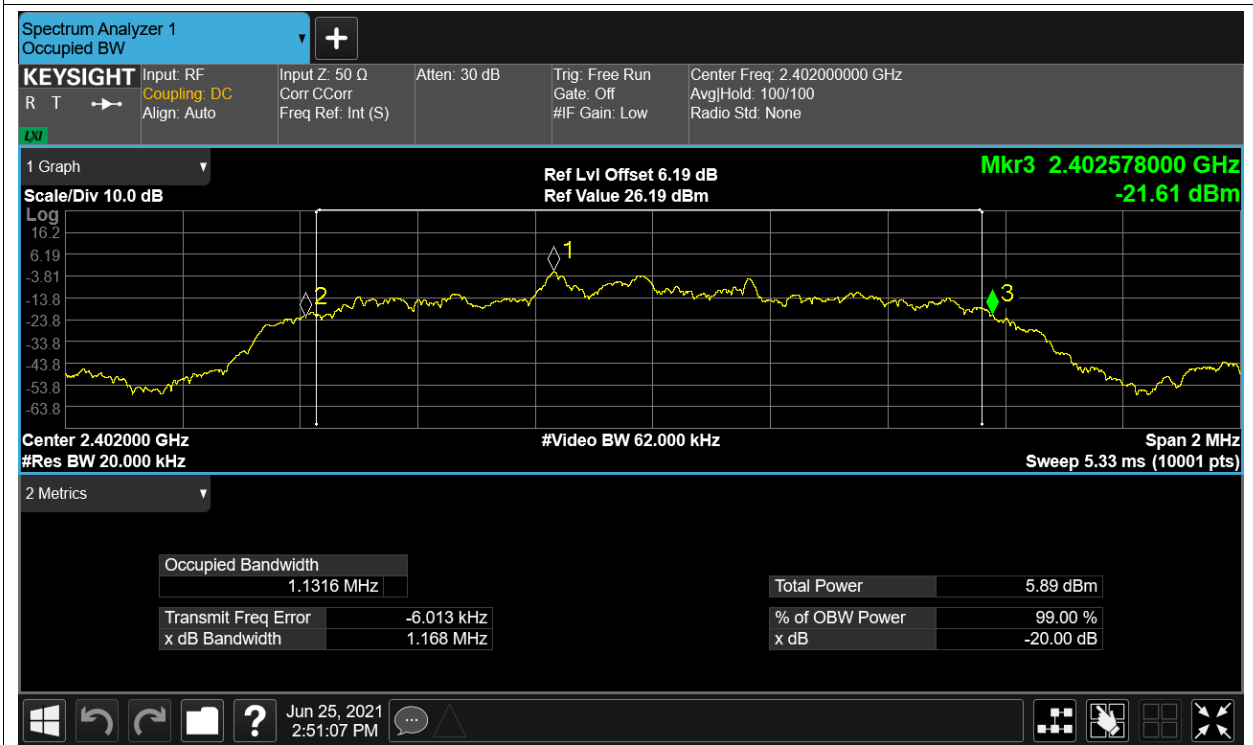 Spectrum Analyzer 1
Occupied BW
KEYSIGHT
R T
LXI
Input: RF
Coupling: DC
Align: Auto
Input Z: 50 Ω
Corr CCorr
Freq Ref: Int (S)
Atten: 30 dB
Trig: Free Run
Gate: Off
#IF Gain: Low
Center Freq: 2.402000000 GHz
Avg|Hold: 100/100
Radio Std: None
1 Graph
Scale/Div 10.0 dB
Ref Lvl Offset 6.19 dB
Ref Value 26.19 dBm
Mkr3 2.402578000 GHz
-21.61 dBm
Log
16.2
6.19
-3.81
-13.8
-23.8
-33.8
-43.8
-53.8
-63.8
1
2
3
Center 2.402000 GHz
#Video BW 62.000 kHz
Span 2 MHz
#Res BW 20.000 kHz
Sweep 5.33 ms (10001 pts)
2 Metrics
Occupied Bandwidth
1.1316 MHz
Total Power 5.89 dBm
Transmit Freq Error -6.013 kHz
% of OBW Power 99.00 %
x dB Bandwidth 1.168 MHz
x dB -20.00 dB
?
Jun 25, 2021
2:51:07 PM